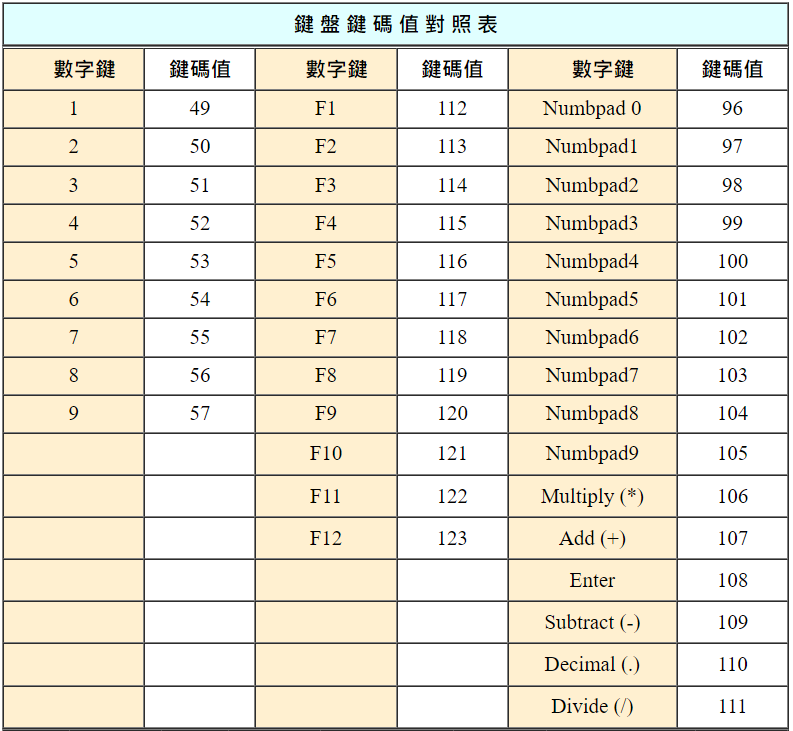 鍵盤鍵碼值對照表
數字鍵 鍵碼值 數字鍵 鍵碼值 數字鍵 鍵碼值
1 49 F1 112 Numbpad 0 96
2 50 F2 113 Numbpad1 97
3 51 F3 114 Numbpad2 98
4 52 F4 115 Numbpad3 99
5 53 F5 116 Numbpad4 100
6 54 F6 117 Numbpad5 101
7 55 F7 118 Numbpad6 102
8 56 F8 119 Numbpad7 103
9 57 F9 120 Numbpad8 104
F10 121 Numbpad9 105
F11 122 Multiply (*) 106
F12 123 Add (+) 107
Enter 108
Subtract (-) 109
Decimal (.) 110
Divide (/) 111